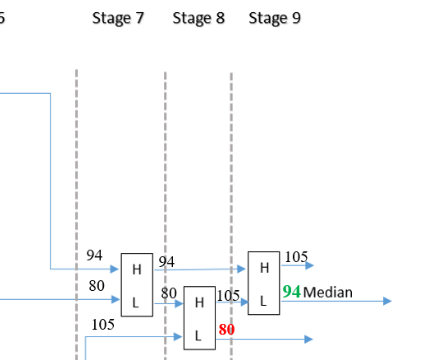 5 Stage 7 Stage 8 Stage 9
94 H 94 H 105
80 L 80 H 105 L 94 Median
105 L 80